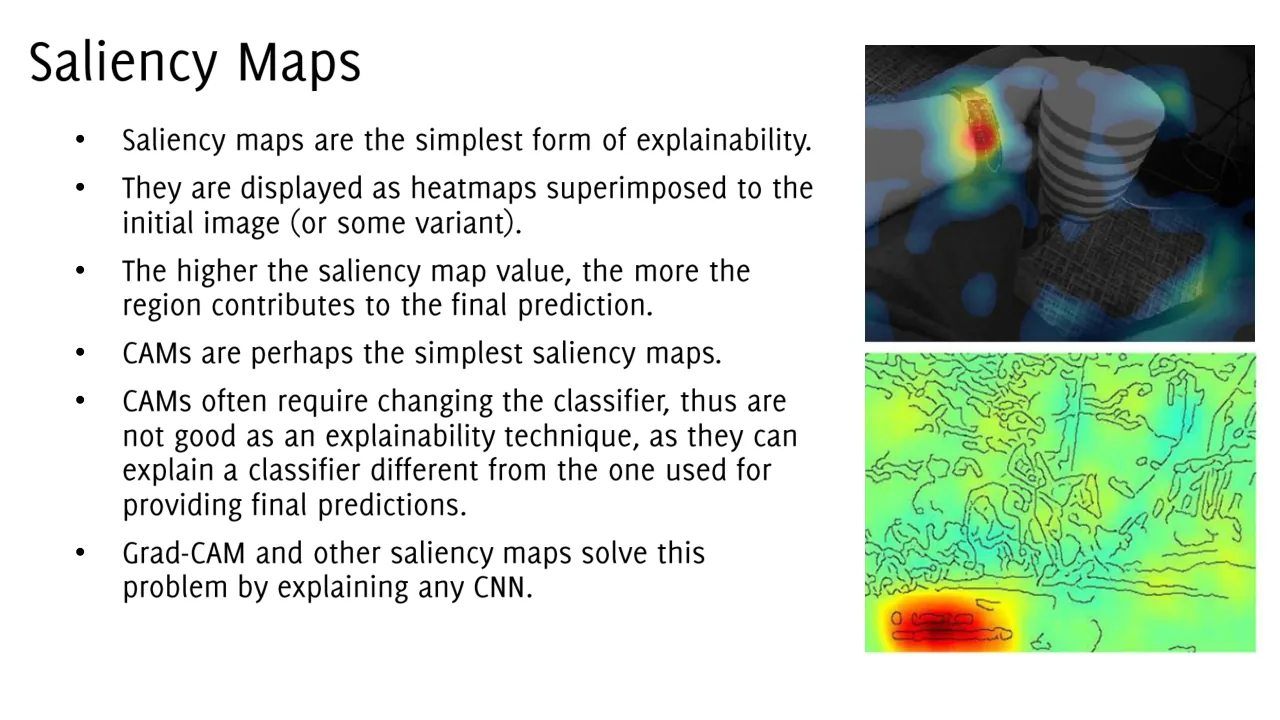 Saliency Maps
• Saliency maps are the simplest form of explainability.
• They are displayed as heatmaps superimposed to the
initial image (or some variant).
• The higher the saliency map value, the more the
region contributes to the final prediction.
• CAMs are perhaps the simplest saliency maps.
• CAMs often require changing the classifier, thus are
not good as an explainability technique, as they can
explain a classifier different from the one used for
providing final predictions.
• Grad-CAM and other saliency maps solve this
problem by explaining any CNN.